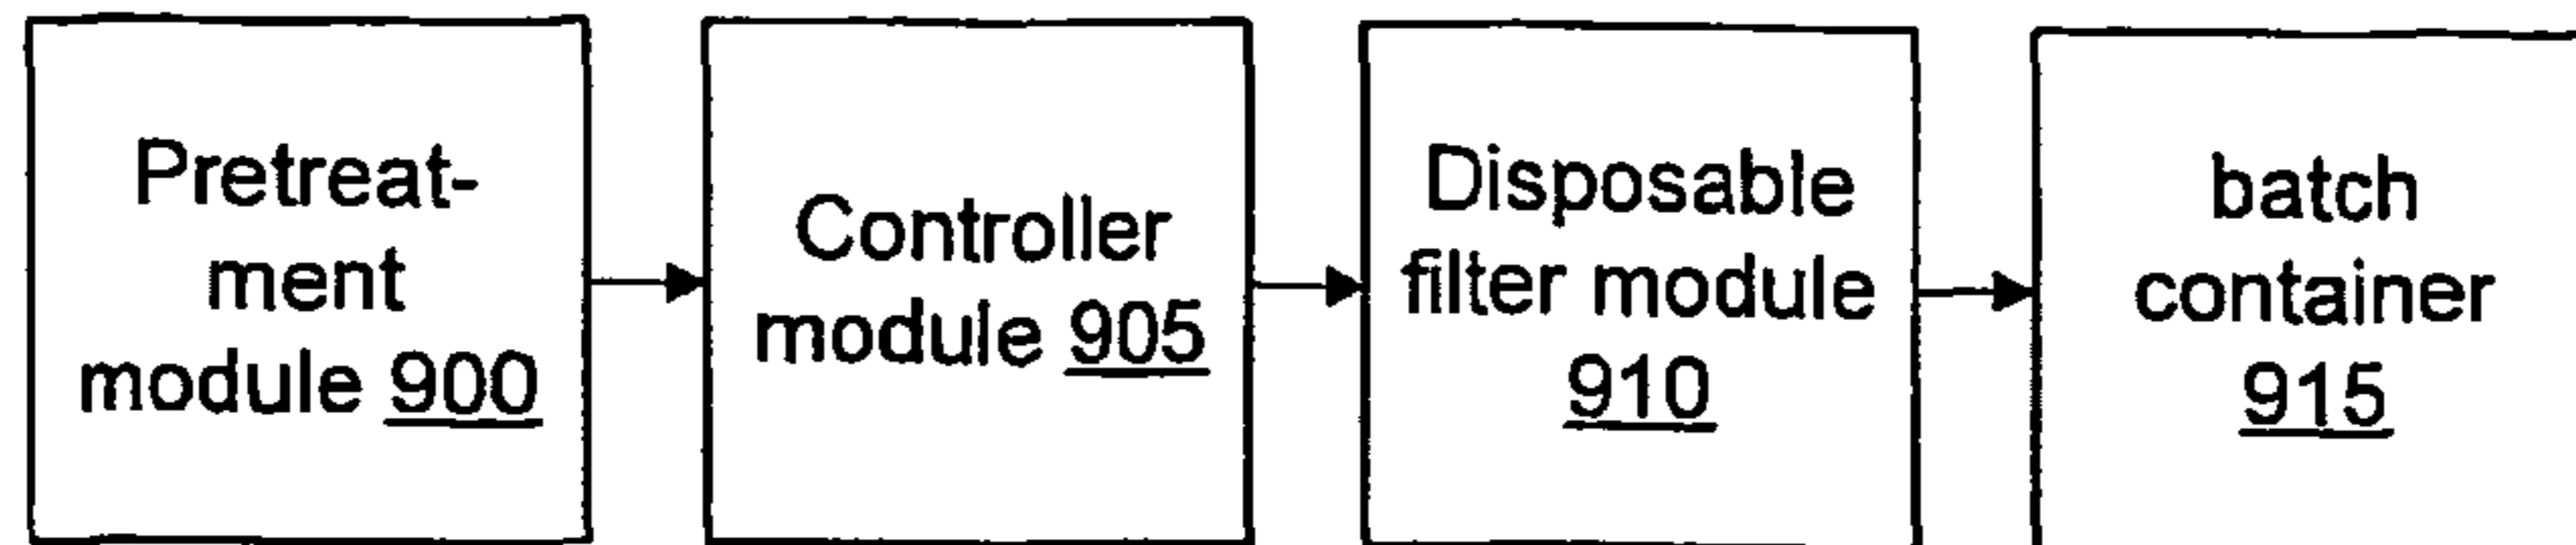 Pretreat-
ment
module 900
Controller
module 905
Disposable
filter module
910
batch
container
915